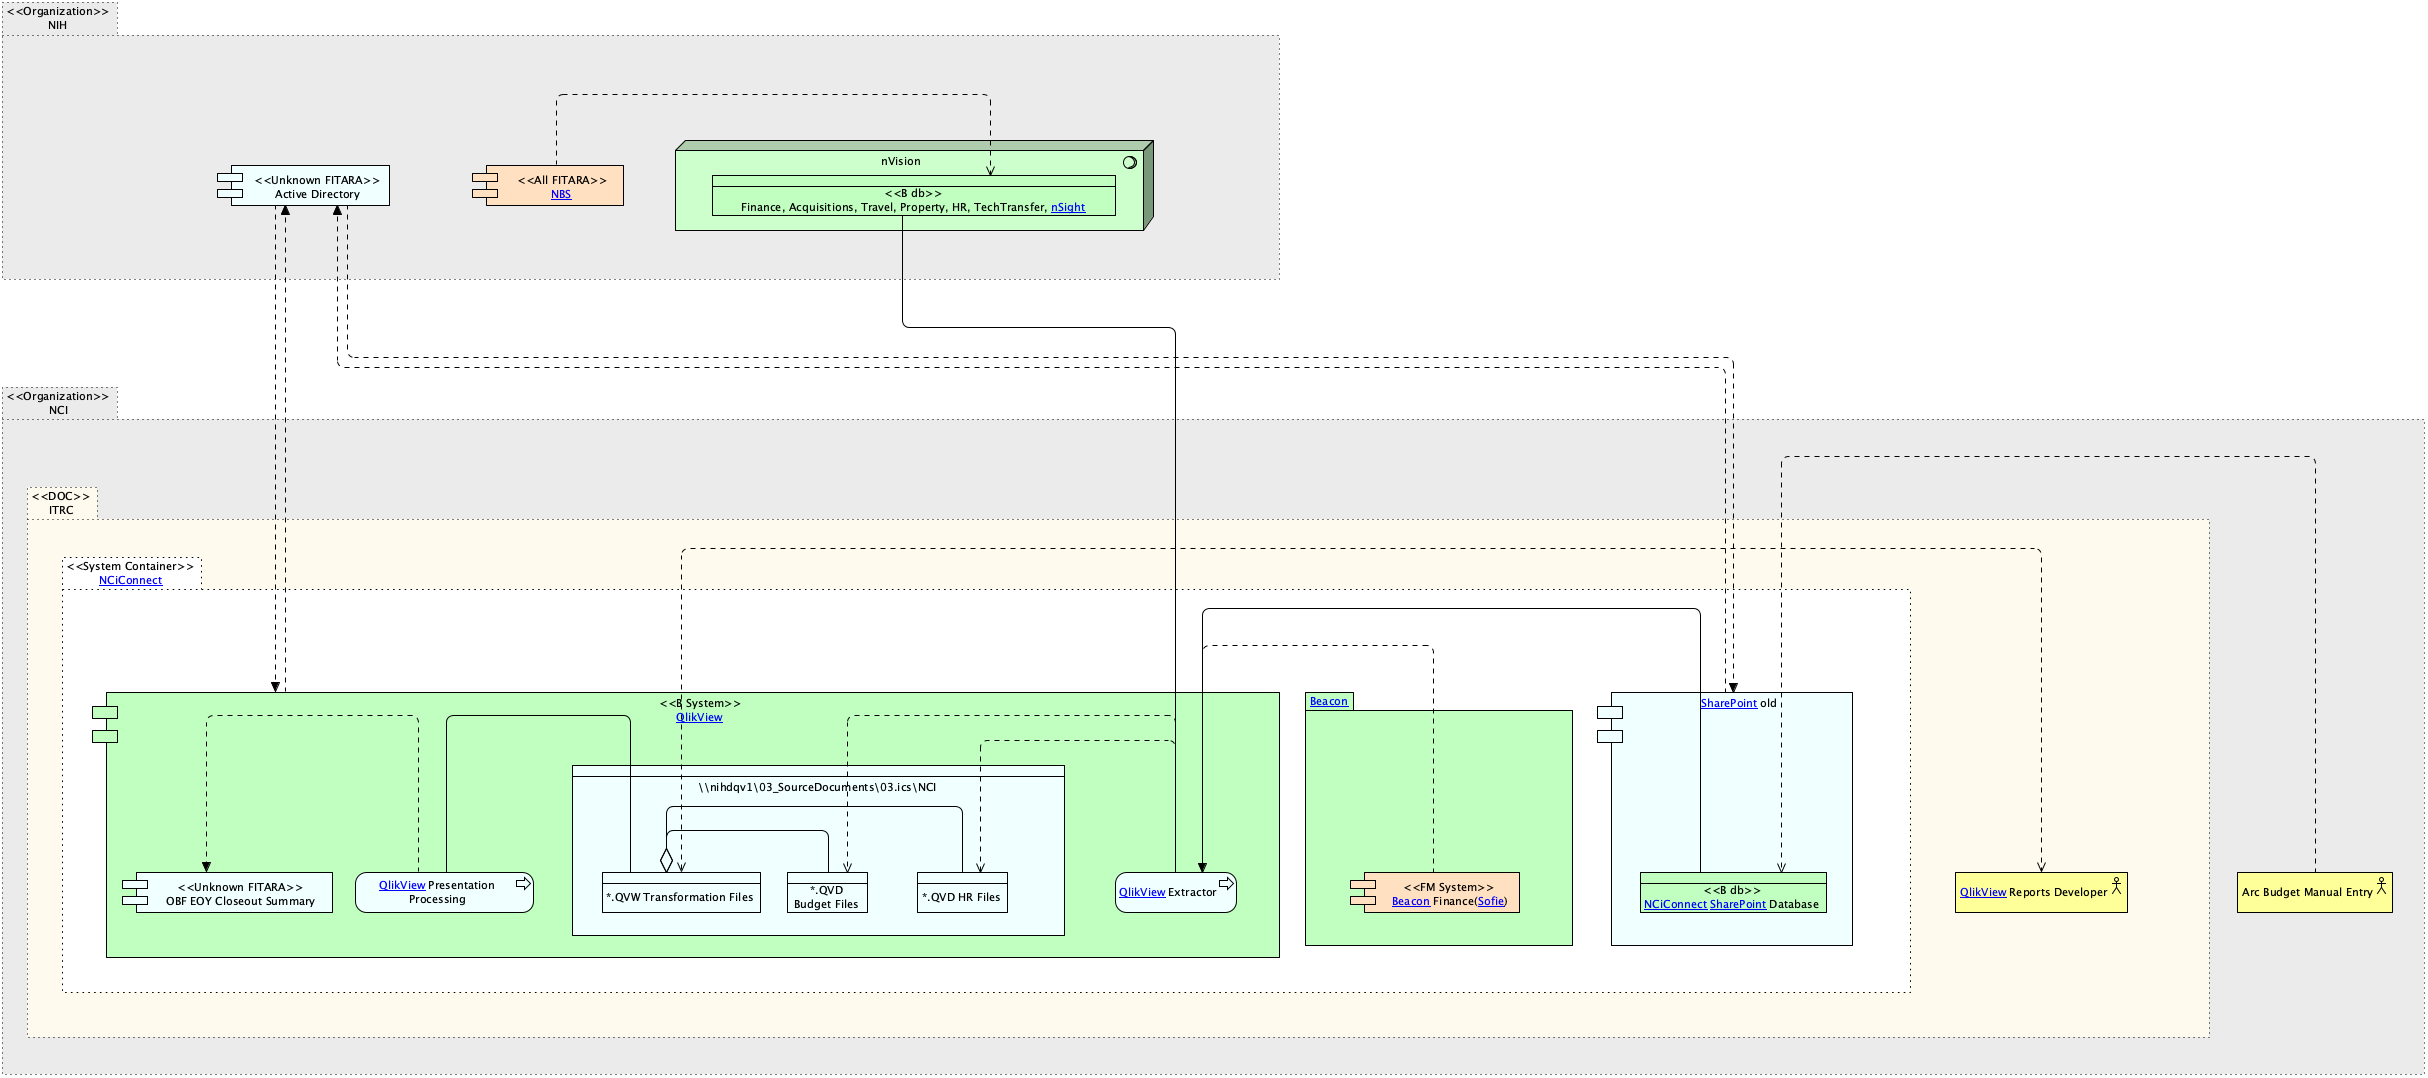 <<Organization>>
NIH
nVision
<<Unknown FITARA>>
Active Directory
<<All FITARA>>
NBS
<<B db>>
Finance, Acquisitions, Travel, Property, HR, TechTransfer, nSight
<<Organization>>
NCI
<<DOC>>
ITRC
<<System Container>>
NCiConnect
<<B System>>
QlikView
Beacon
SharePoint old
\\nihdqv1\03_SourceDocuments\03.ics\NCI
<<Unknown FITARA>>
OBF EOY Closeout Summary
QlikView Presentation
Processing
*.QVW Transformation Files
*.QVD
Budget Files
*.QVD HR Files
QlikView Extractor
<<FM System>>
Beacon Finance(Sofie)
<<B db>>
NCiConnect SharePoint Database
QlikView Reports Developer
Arc Budget Manual Entry